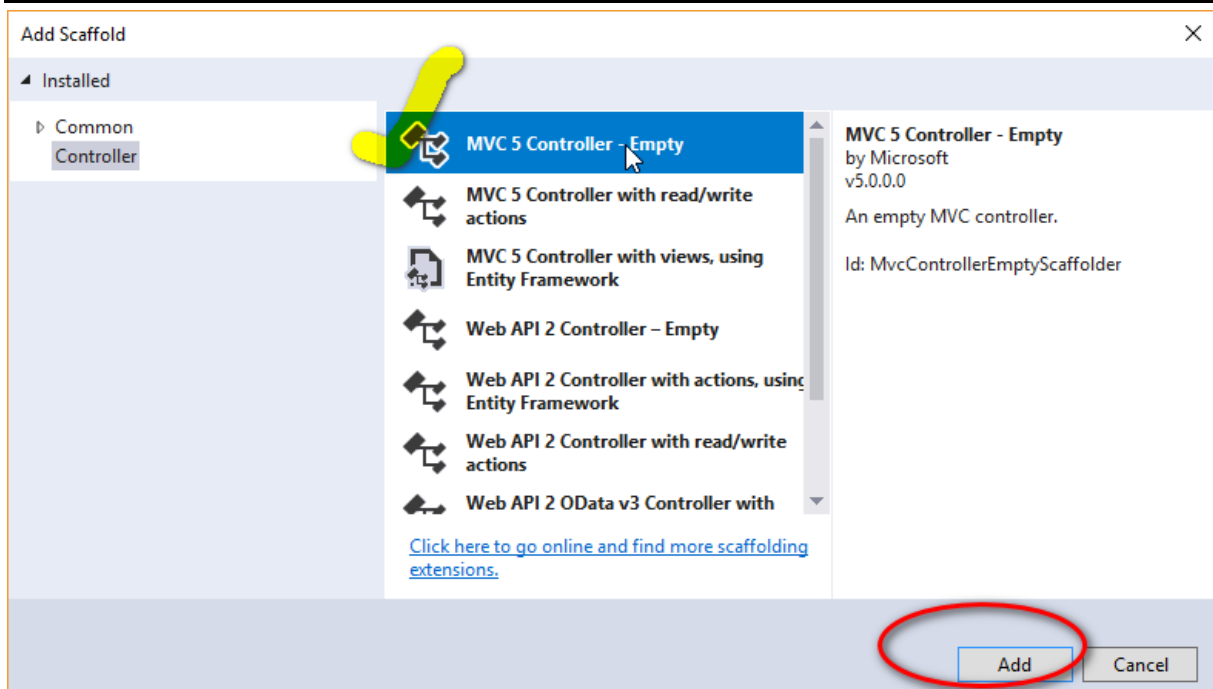 Add Scaffold
Installed
Common
Controller
MVC 5 Controller - Empty
MVC 5 Controller with read/write
actions
MVC 5 Controller with views, using
Entity Framework
Web API 2 Controller – Empty
Web API 2 Controller with actions, using
Entity Framework
Web API 2 Controller with read/write
actions
Web API 2 OData v3 Controller with
Click here to go online and find more scaffolding
extensions.
MVC 5 Controller - Empty
by Microsoft
v5.0.0.0
An empty MVC controller.
Id: MvcControllerEmptyScaffolder
Add
Cancel